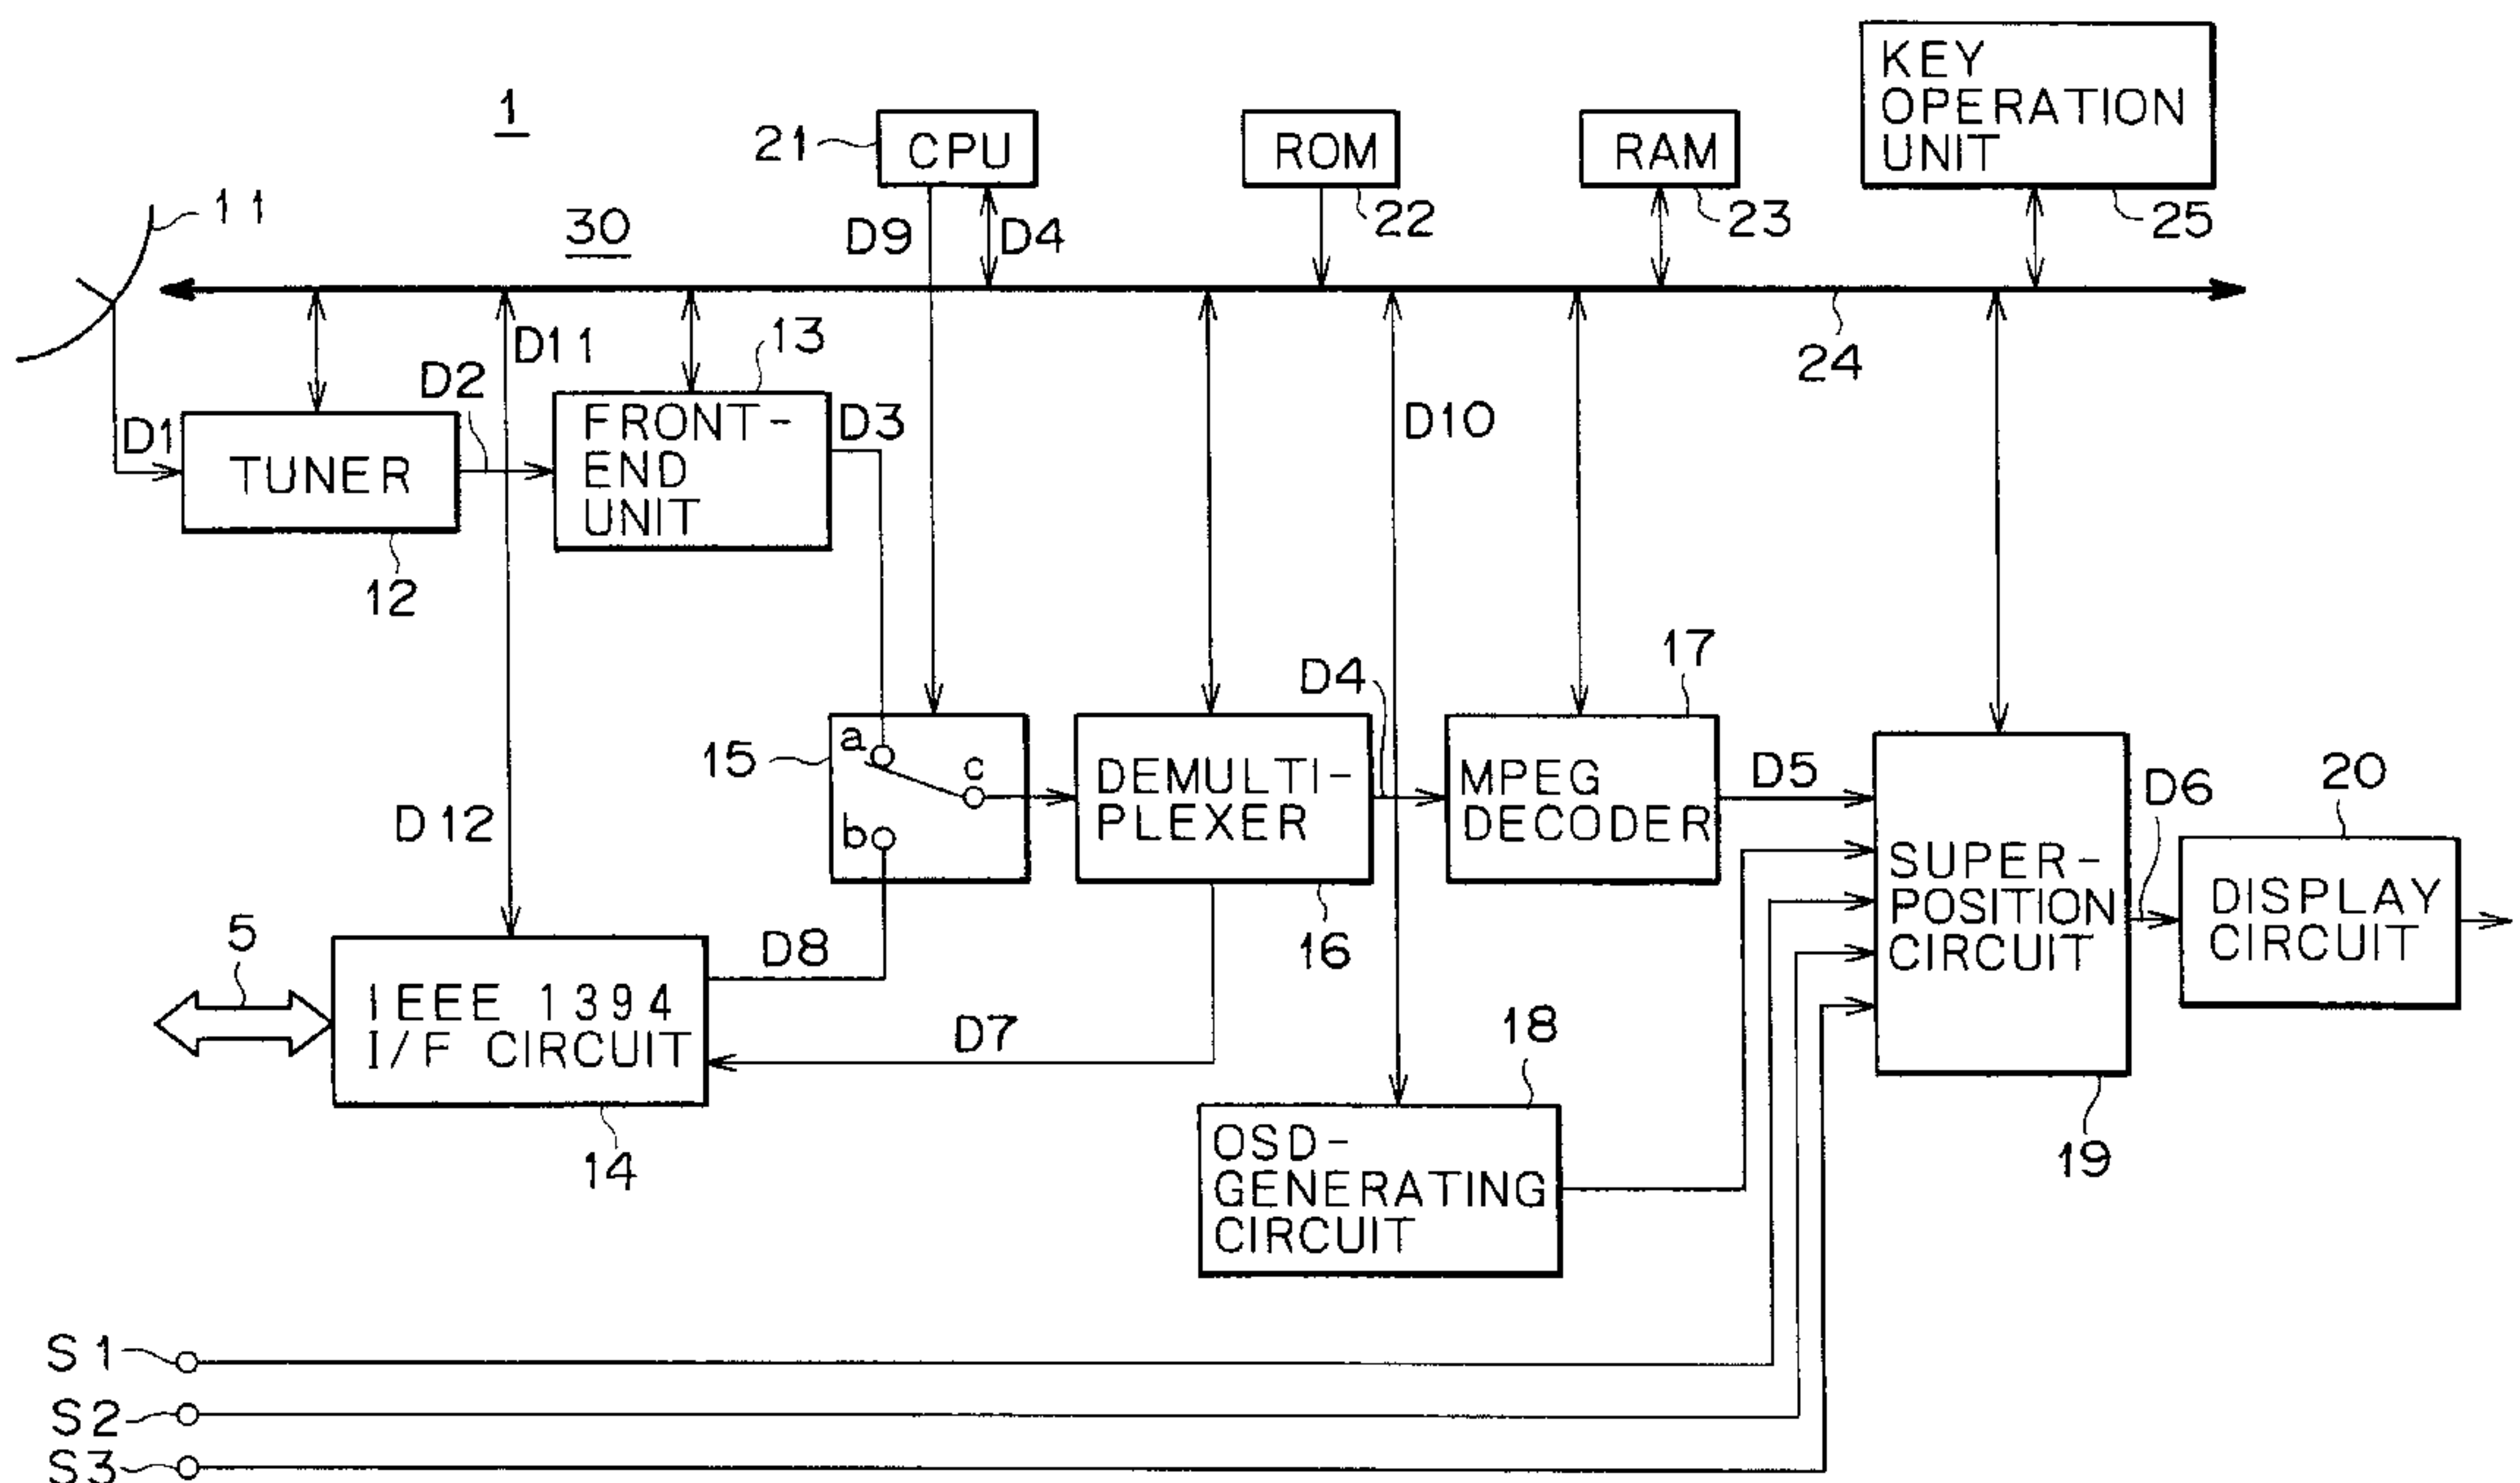 1
11
30
21
CPU
ROM
22
RAM
23
KEY
OPERATION
UNIT
25
D9
D4
24
D11
D2
13
D1
TUNER
12
FRONT-
END
UNIT
D3
D10
D12
15
a
b
c
DEMULTI-
PLEXER
16
D4
17
MPEG
DECODER
D5
SUPER-
POSITION
CIRCUIT
19
D6
20
DISPLAY
CIRCUIT
5
IEEE 1394
I/F CIRCUIT
14
D8
D7
18
OSD-
GENERATING
CIRCUIT
S1
S2
S3